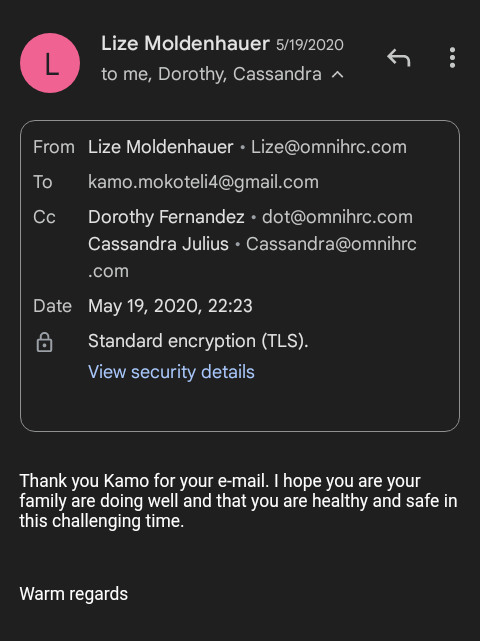 L
Lize Moldenhauer 5/19/2020
to me, Dorothy, Cassandra
From Lize Moldenhauer • Lize@omnihrc.com
To kamo.mokoteli4@gmail.com
Cc Dorothy Fernandez • dot@omnihrc.com
Cassandra Julius • Cassandra@omnihrc
.com
Date May 19, 2020, 22:23
Standard encryption (TLS).
View security details
Thank you Kamo for your e-mail. I hope you are your
family are doing well and that you are healthy and safe in
this challenging time.
Warm regards